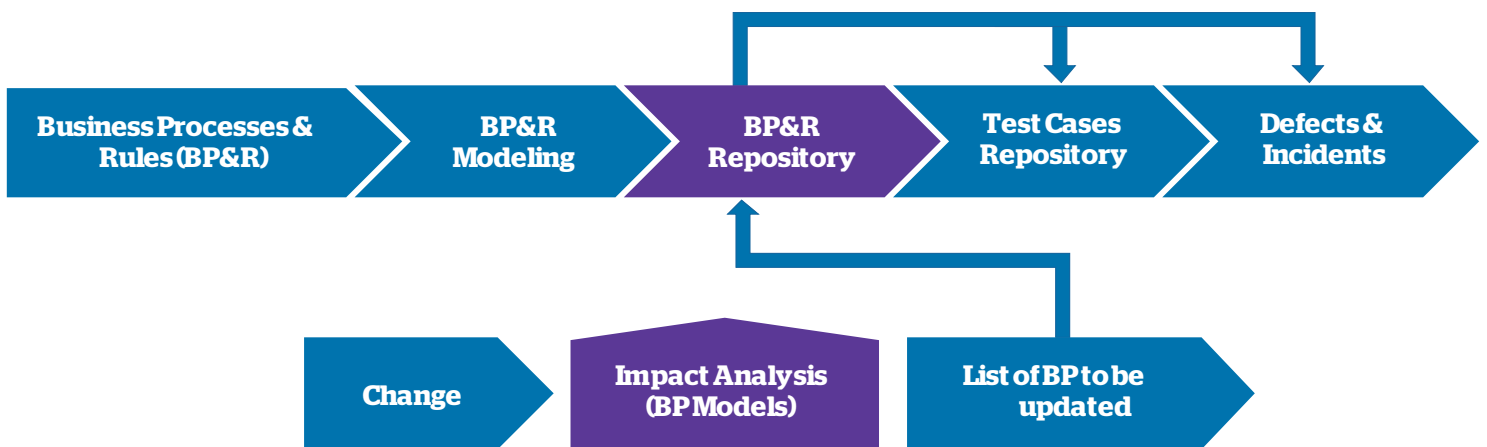 Business Processes &
Rules (BP&R)
BP&R
Modeling
BP&R
Repository
Test Cases
Repository
Defects &
Incidents
Change
Impact Analysis
(BP Models)
List of BP to be
updated